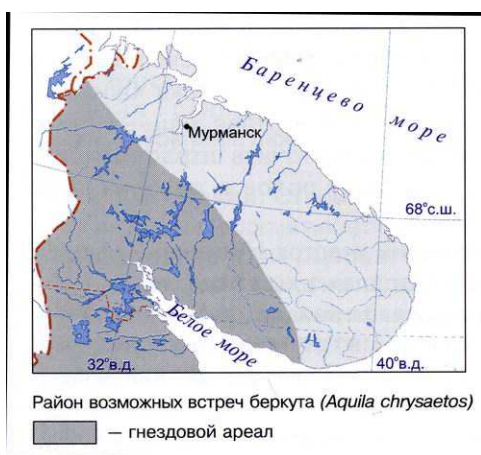 Баренцево море
Мурманск
68°с.ш.
Белое море
32°в.д.
40°в.д.
Район возможных встреч беркута (Aquila chrysaetos)
— гнездовой ареал